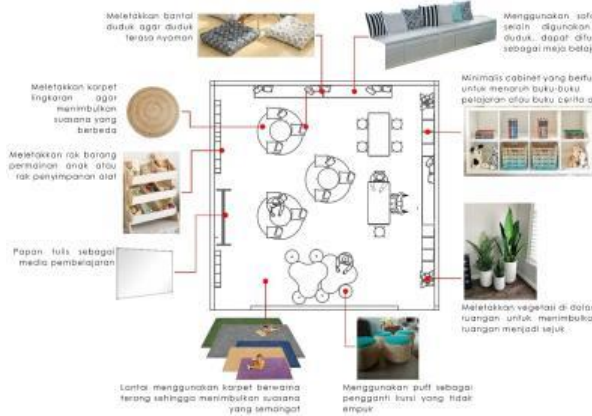 Meletakkan bantal
duduk agar duduk
terasa nyaman
Menggunakan sofa
selain digunakan
duduk, dapat difu
sebagai meja belaj
Meletakkan karpet
lingkaran agar
menimbulkan
suasana yang
berbeda
Minimalis cabinet yang berfu
untuk menaruh buku-buku
pelajaran atau buku cerita a
Meletakkan rak barang
permainan anak atau
rak penyimpanan alat
Papan tulis sebagai
media pembelajaran
Meletakkan vegetasi di dala
ruangan untuk menimbulka
ruangan menjadi sejuk
Lantai menggunakan karpet berwarna
terang sehingga menimbulkan suasana
yang semangat
Menggunakan puff sebagai
pengganti kursi yang tidak
empuk